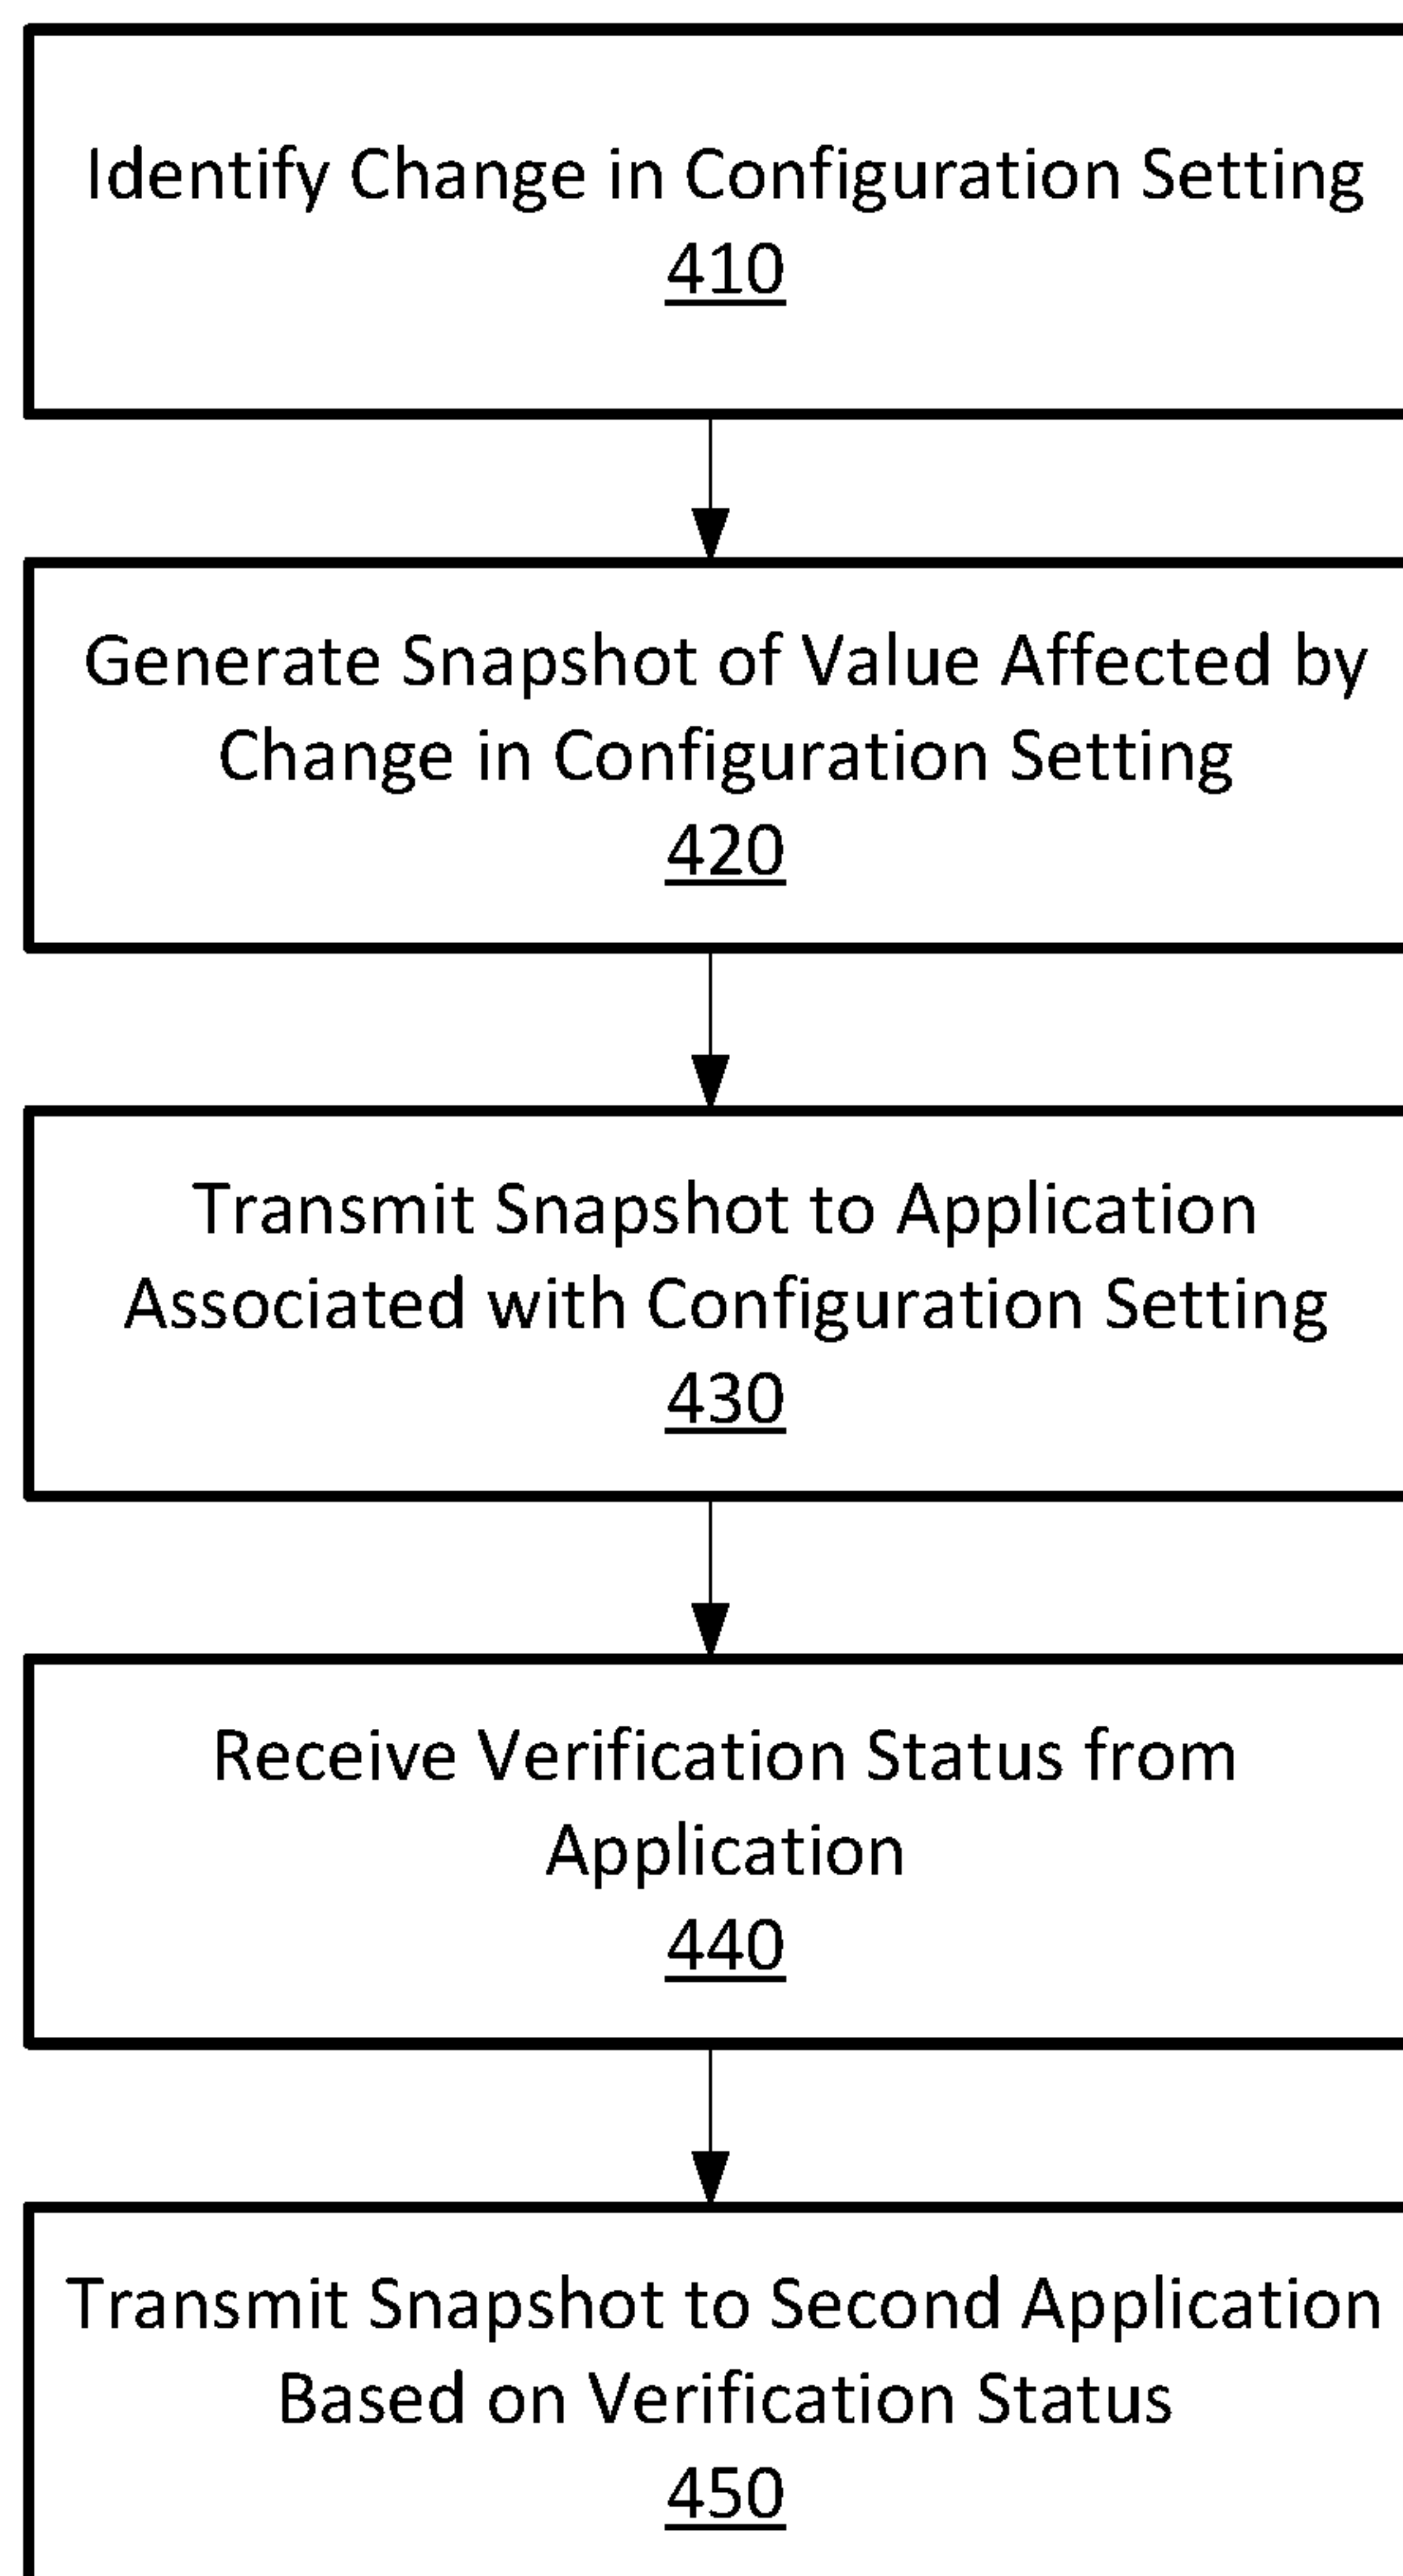 Identify Change in Configuration Setting
410
Generate Snapshot of Value Affected by
Change in Configuration Setting
420
Transmit Snapshot to Application
Associated with Configuration Setting
430
Receive Verification Status from
Application
440
Transmit Snapshot to Second Application
Based on Verification Status
450